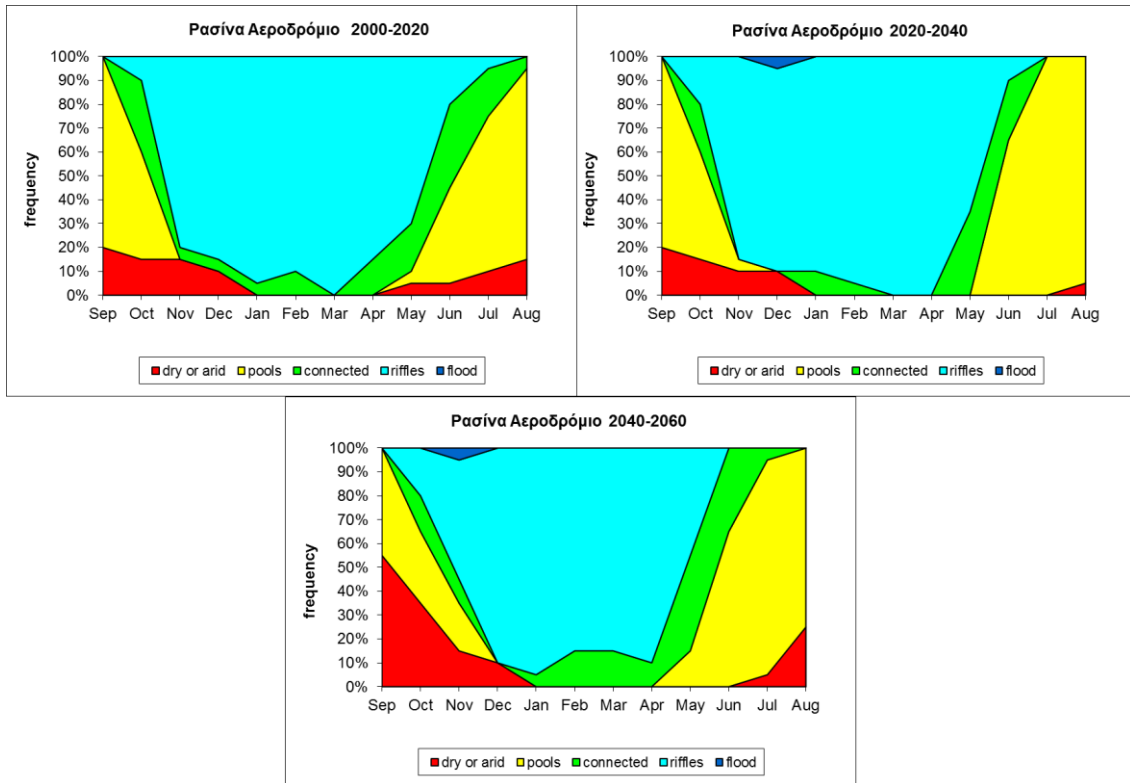 Ρασίνα Αεροδρόμιο 2000-2020
100%
90%
80%
70%
60%
50%
40%
30%
20%
10%
0%
frequency
Sep Oct Nov Dec Jan Feb Mar Apr May Jun Jul Aug
dry or arid pools connected riffles flood
Ρασίνα Αεροδρόμιο 2020-2040
100%
90%
80%
70%
60%
50%
40%
30%
20%
10%
0%
frequency
Sep Oct Nov Dec Jan Feb Mar Apr May Jun Jul Aug
dry or arid pools connected riffles flood
Ρασίνα Αεροδρόμιο 2040-2060
100%
90%
80%
70%
60%
50%
40%
30%
20%
10%
0%
frequency
Sep Oct Nov Dec Jan Feb Mar Apr May Jun Jul Aug
dry or arid pools connected riffles flood